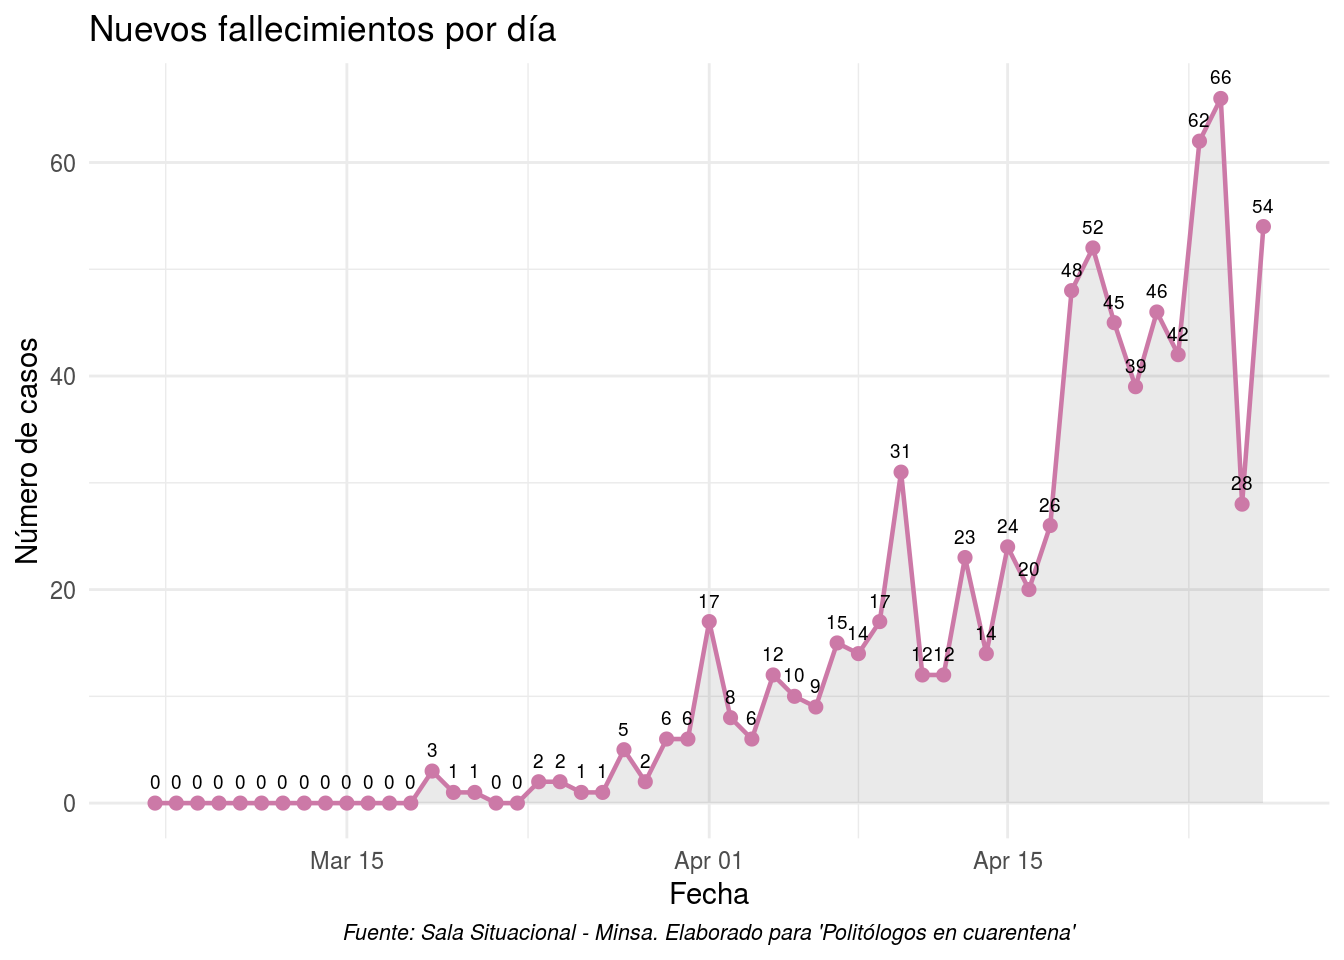 Nuevos fallecimientos por día
Número de casos
60
40
20
0
0 0 0 0 0 0 0 0 0 0 0 0 0 3 1 1 0 0 2 2 1 1 5 2 6 6 17 8 6 12 10 9 15 14 17 31 12 12 23 14 24 20 26 48 52 45 39 46 42 62 66 28 54
Mar 15 Apr 01 Apr 15
Fecha
Fuente: Sala Situacional - Minsa. Elaborado para 'Politólogos en cuarentena'